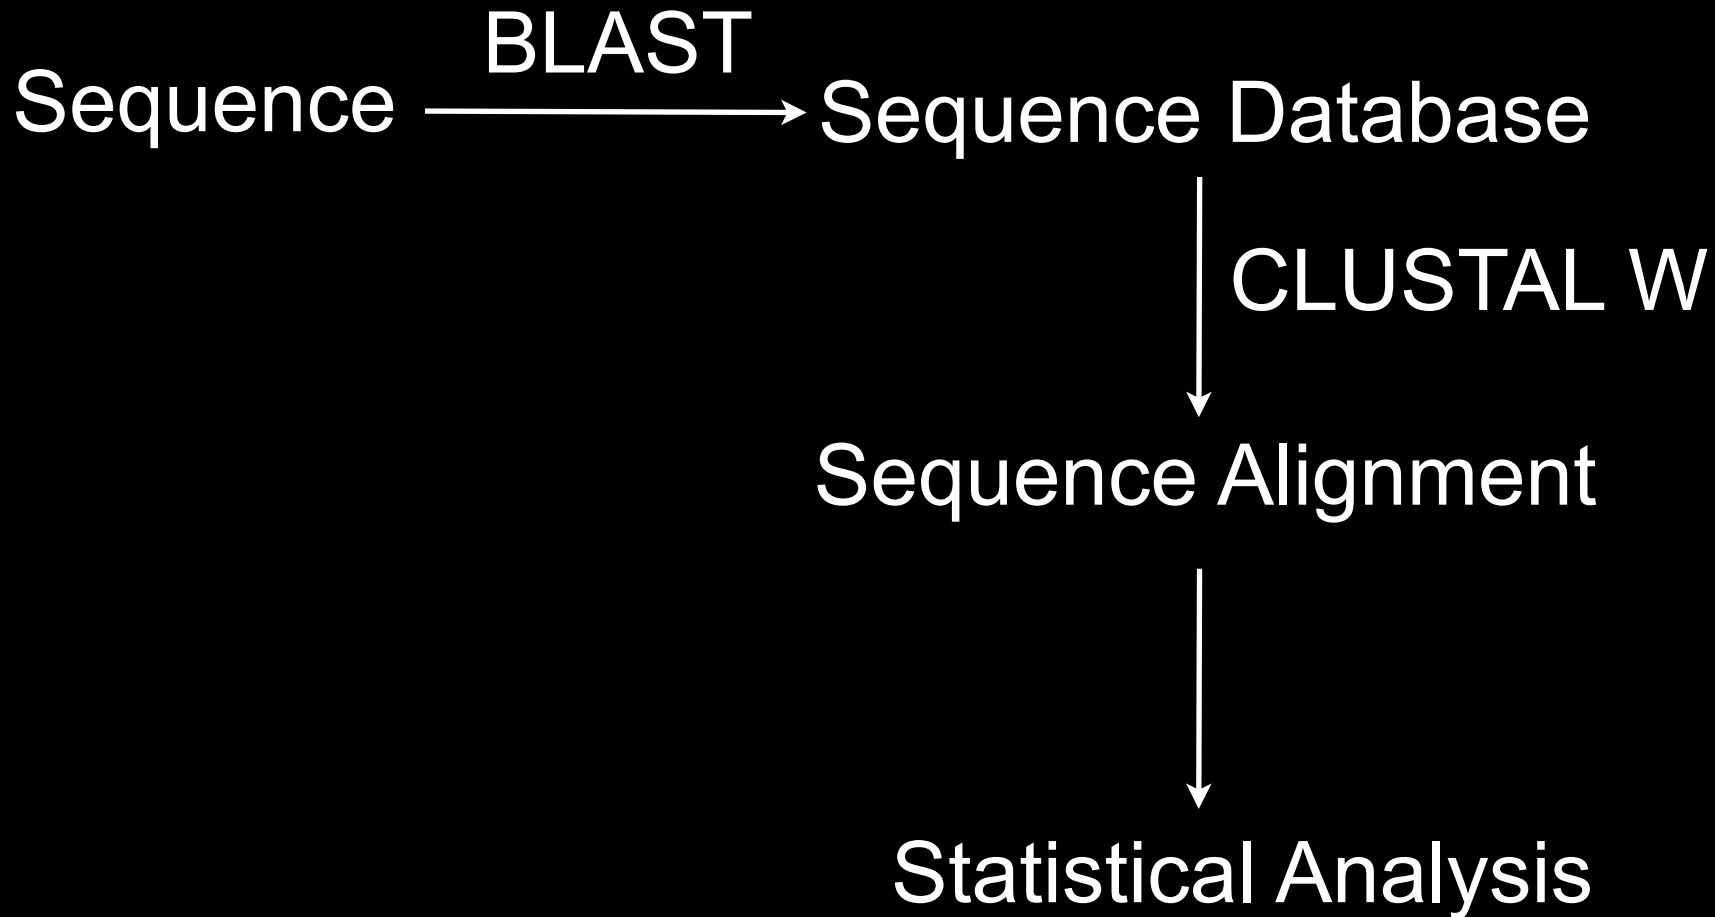 BLAST
Sequence
Sequence Database
CLUSTAL W
Sequence Alignment
Statistical Analysis